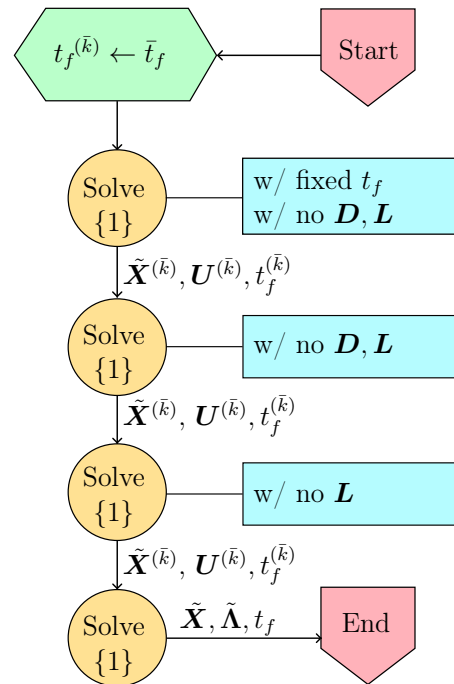 t_f^{(k̄)} ← t̄_f
Start
Solve
{1}
w/ fixed t_f
w/ no D, L
X̃^{(k̄)}, U^{(k̄)}, t_f^{(k̄)}
Solve
{1}
w/ no D, L
X̃^{(k̄)}, U^{(k̄)}, t_f^{(k̄)}
Solve
{1}
w/ no L
X̃^{(k̄)}, U^{(k̄)}, t_f^{(k̄)}
Solve
{1}
X̃, Λ̃, t_f
End